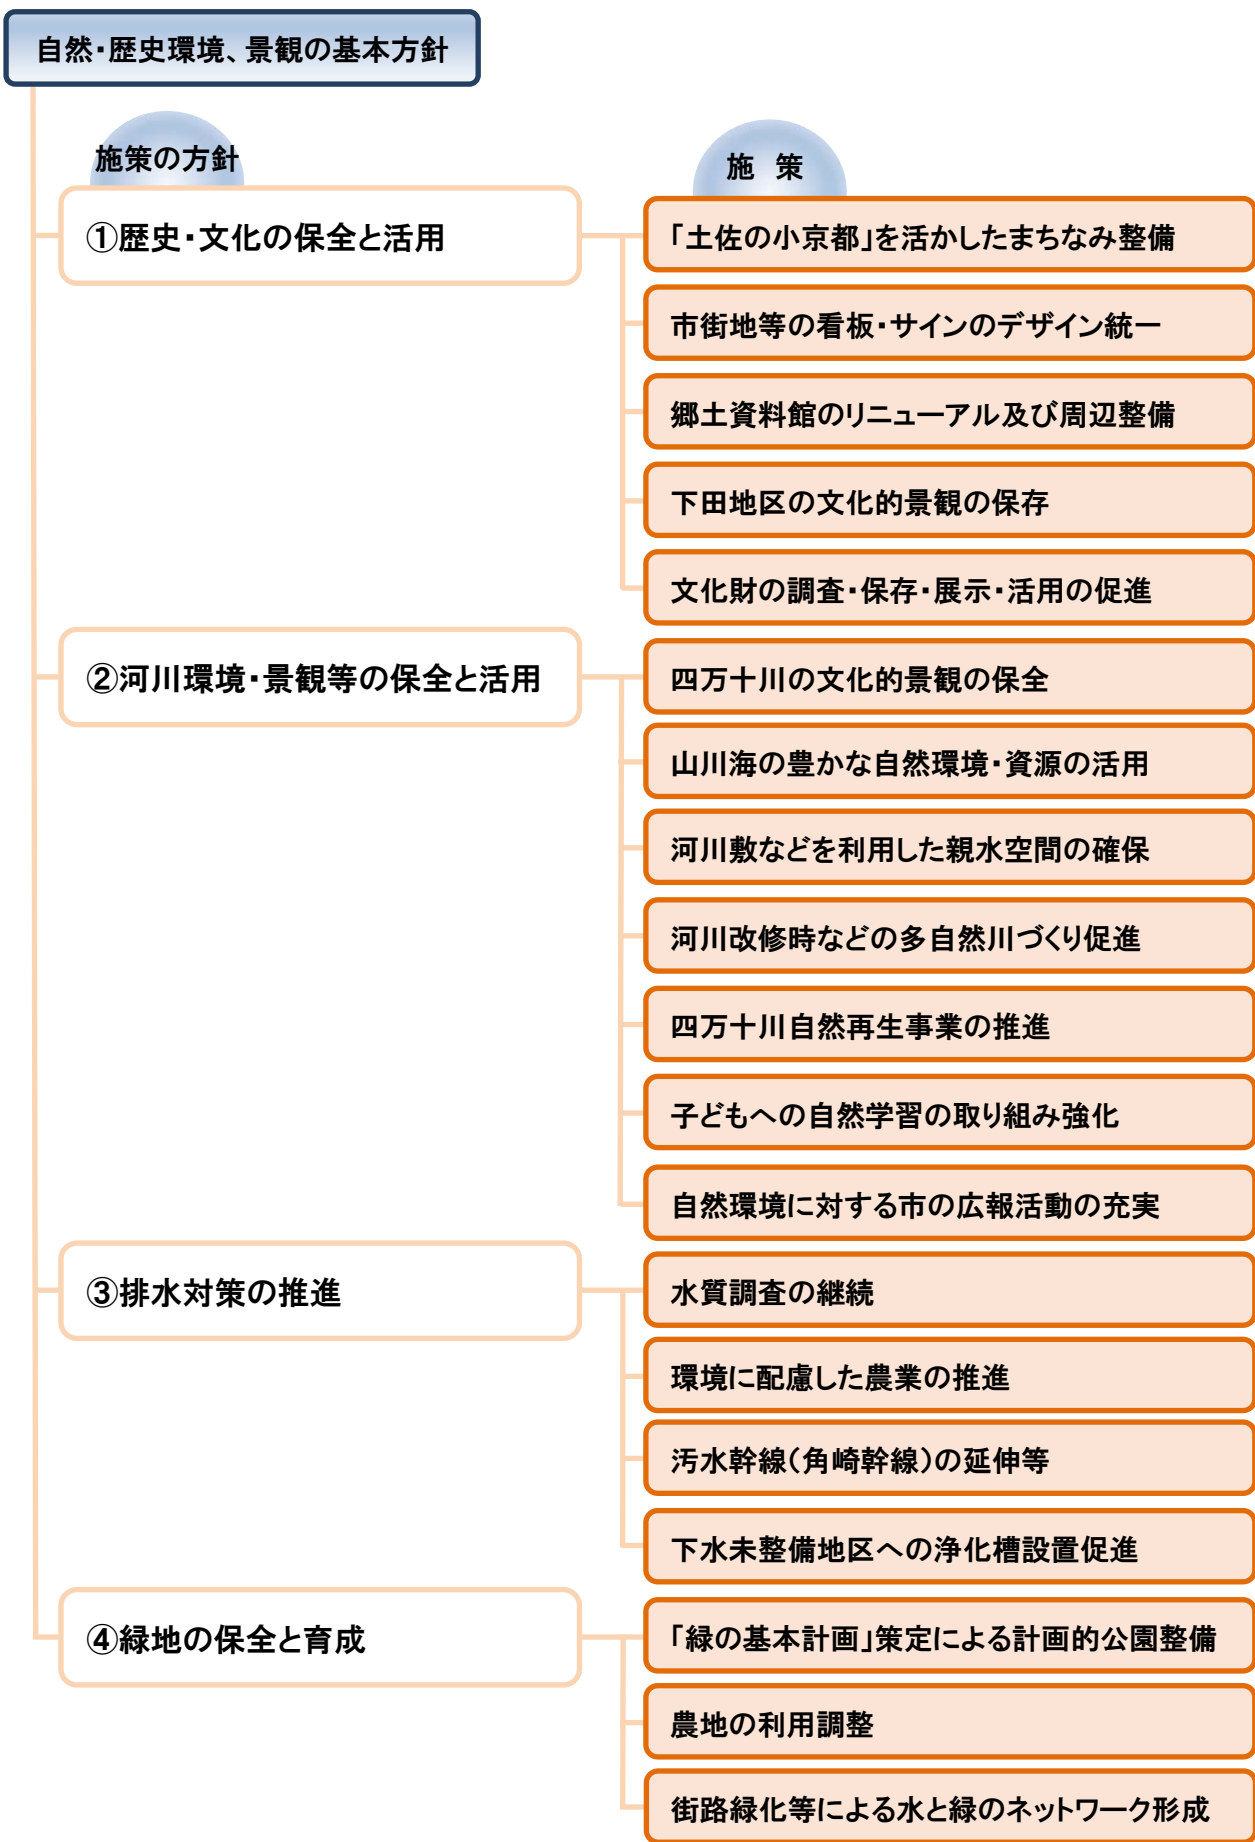 自然・歴史環境、景観の基本方針
施策の方針
施 策
①歴史・文化の保全と活用
「土佐の小京都」を活かしたまちなみ整備
市街地等の看板・サインのデザイン統一
郷土資料館のリニューアル及び周辺整備
下田地区の文化的景観の保存
文化財の調査・保存・展示・活用の促進
②河川環境・景観等の保全と活用
四万十川の文化的景観の保全
山川海の豊かな自然環境・資源の活用
河川敷などを利用した親水空間の確保
河川改修時などの多自然川づくり促進
四万十川自然再生事業の推進
子どもへの自然学習の取り組み強化
自然環境に対する市の広報活動の充実
③排水対策の推進
水質調査の継続
環境に配慮した農業の推進
汚水幹線(角崎幹線)の延伸等
下水未整備地区への浄化槽設置促進
④緑地の保全と育成
「緑の基本計画」策定による計画的公園整備
農地の利用調整
街路緑化等による水と緑のネットワーク形成